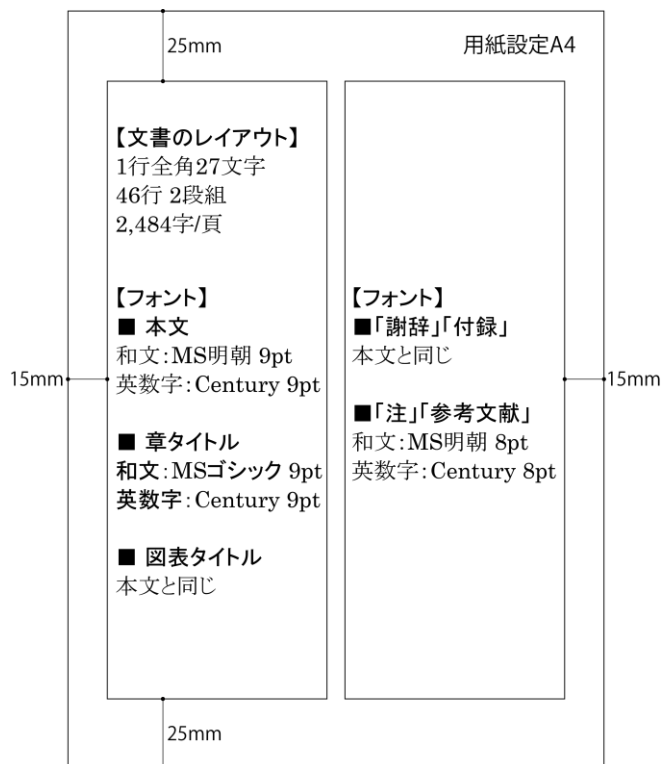 25mm
用紙設定A4
【文書のレイアウト】
1行全角27文字
46行 2段組
2,484字/頁
【フォント】
■ 本文
和文:MS明朝 9pt
英数字:Century 9pt
■ 章タイトル
和文:MSゴシック 9pt
英数字:Century 9pt
■ 図表タイトル
本文と同じ
【フォント】
■「謝辞」「付録」
本文と同じ
■「注」「参考文献」
和文:MS明朝 8pt
英数字:Century 8pt
15mm
15mm
25mm